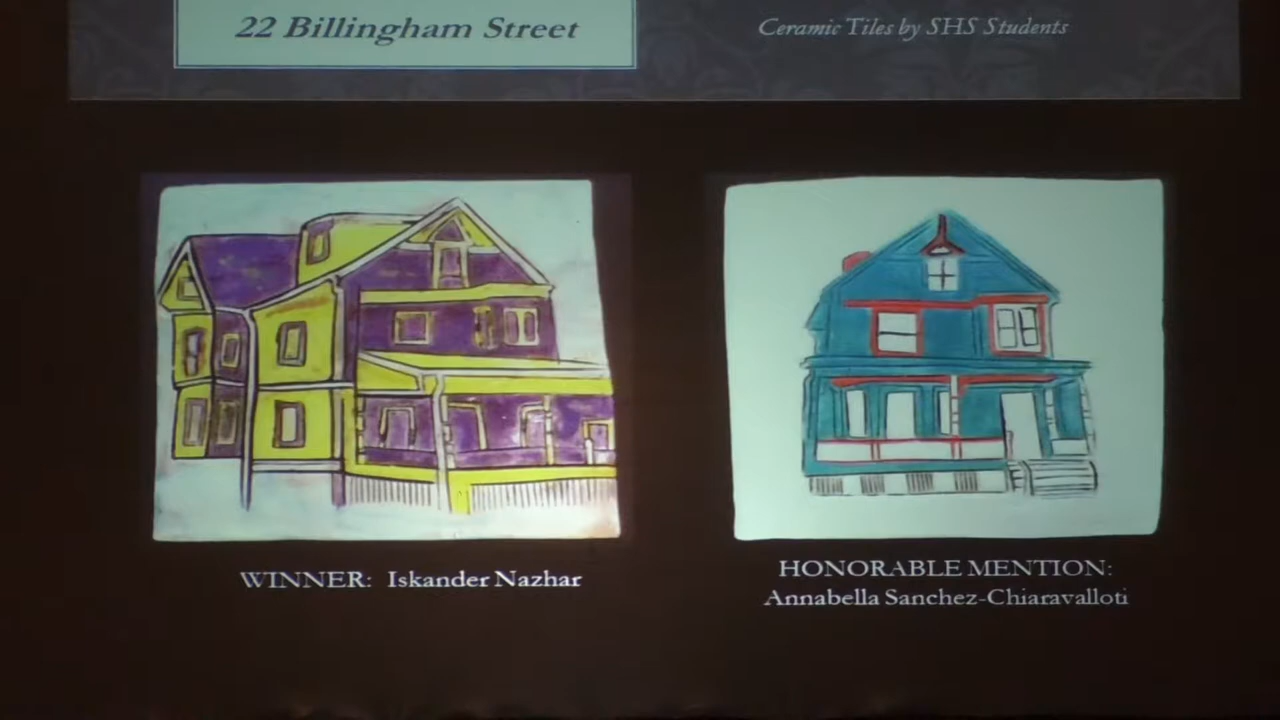 22 Billingham Street
Ceramic Tiles by SHS Students
WINNER: Iskander Nazhar
HONORABLE MENTION:
Annabella Sanchez-Chiaravalloti